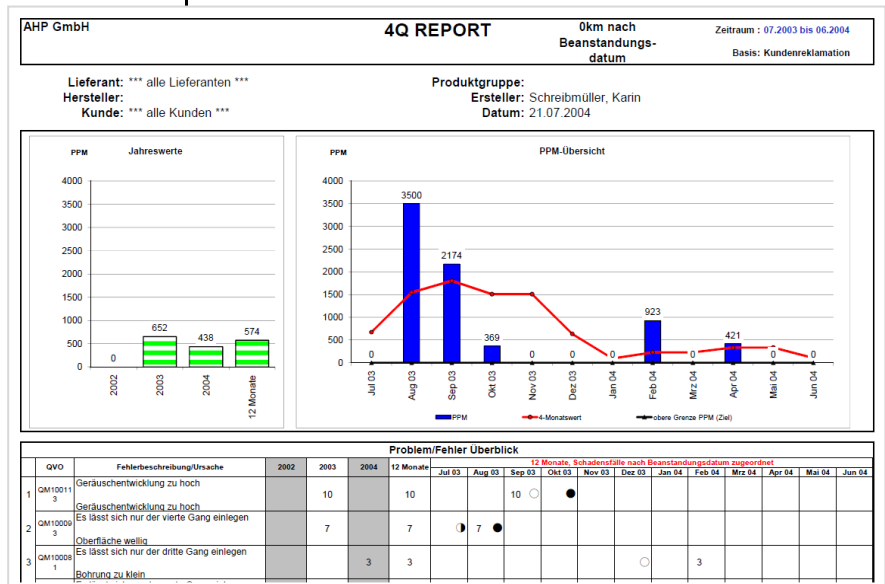 AHP GmbH
4Q REPORT
0km nach
Beanstandungs-
datum
Zeitraum : 07.2003 bis 06.2004
Basis: Kundenreklamation
Lieferant: *** alle Lieferanten ***
Hersteller:
Kunde: *** alle Kunden ***
Produktgruppe:
Ersteller: Schreibmüller, Karin
Datum: 21.07.2004
PPM Jahreswerte
4000
3500
3000
2500
2000
1500
1000
500
0
0 652 438 574
2002 2003 2004 12 Monate
PPM PPM-Übersicht
4000
3500
3000
2500
2000
1500
1000
500
0
0 3500 2174 369 0 0 0 923 0 421 0 0
Jul 03 Aug 03 Sep 03 Okt 03 Nov 03 Dez 03 Jan 04 Feb 04 Mrz 04 Apr 04 Mai 04 Jun 04
PPM 4-Monatswert obere Grenze PPM (Ziel)
Problem/Fehler Überblick
QVO Fehlerbeschreibung/Ursache 2002 2003 2004 12 Monate
12 Monate, Schadensfälle nach Beanstandungsdatum zugeordnet
Jul 03 Aug 03 Sep 03 Okt 03 Nov 03 Dez 03 Jan 04 Feb 04 Mrz 04 Apr 04 Mai 04 Jun 04
1 QM10011 3 Geräuschentwicklung zu hoch 10 10 10
Geräuschentwicklung zu hoch
2 QM10009 3 Es lässt sich nur der vierte Gang einlegen 7 7 7
Oberfläche wellig
3 QM10008 1 Es lässt sich nur der dritte Gang einlegen 3 3 3
Bohrung zu klein